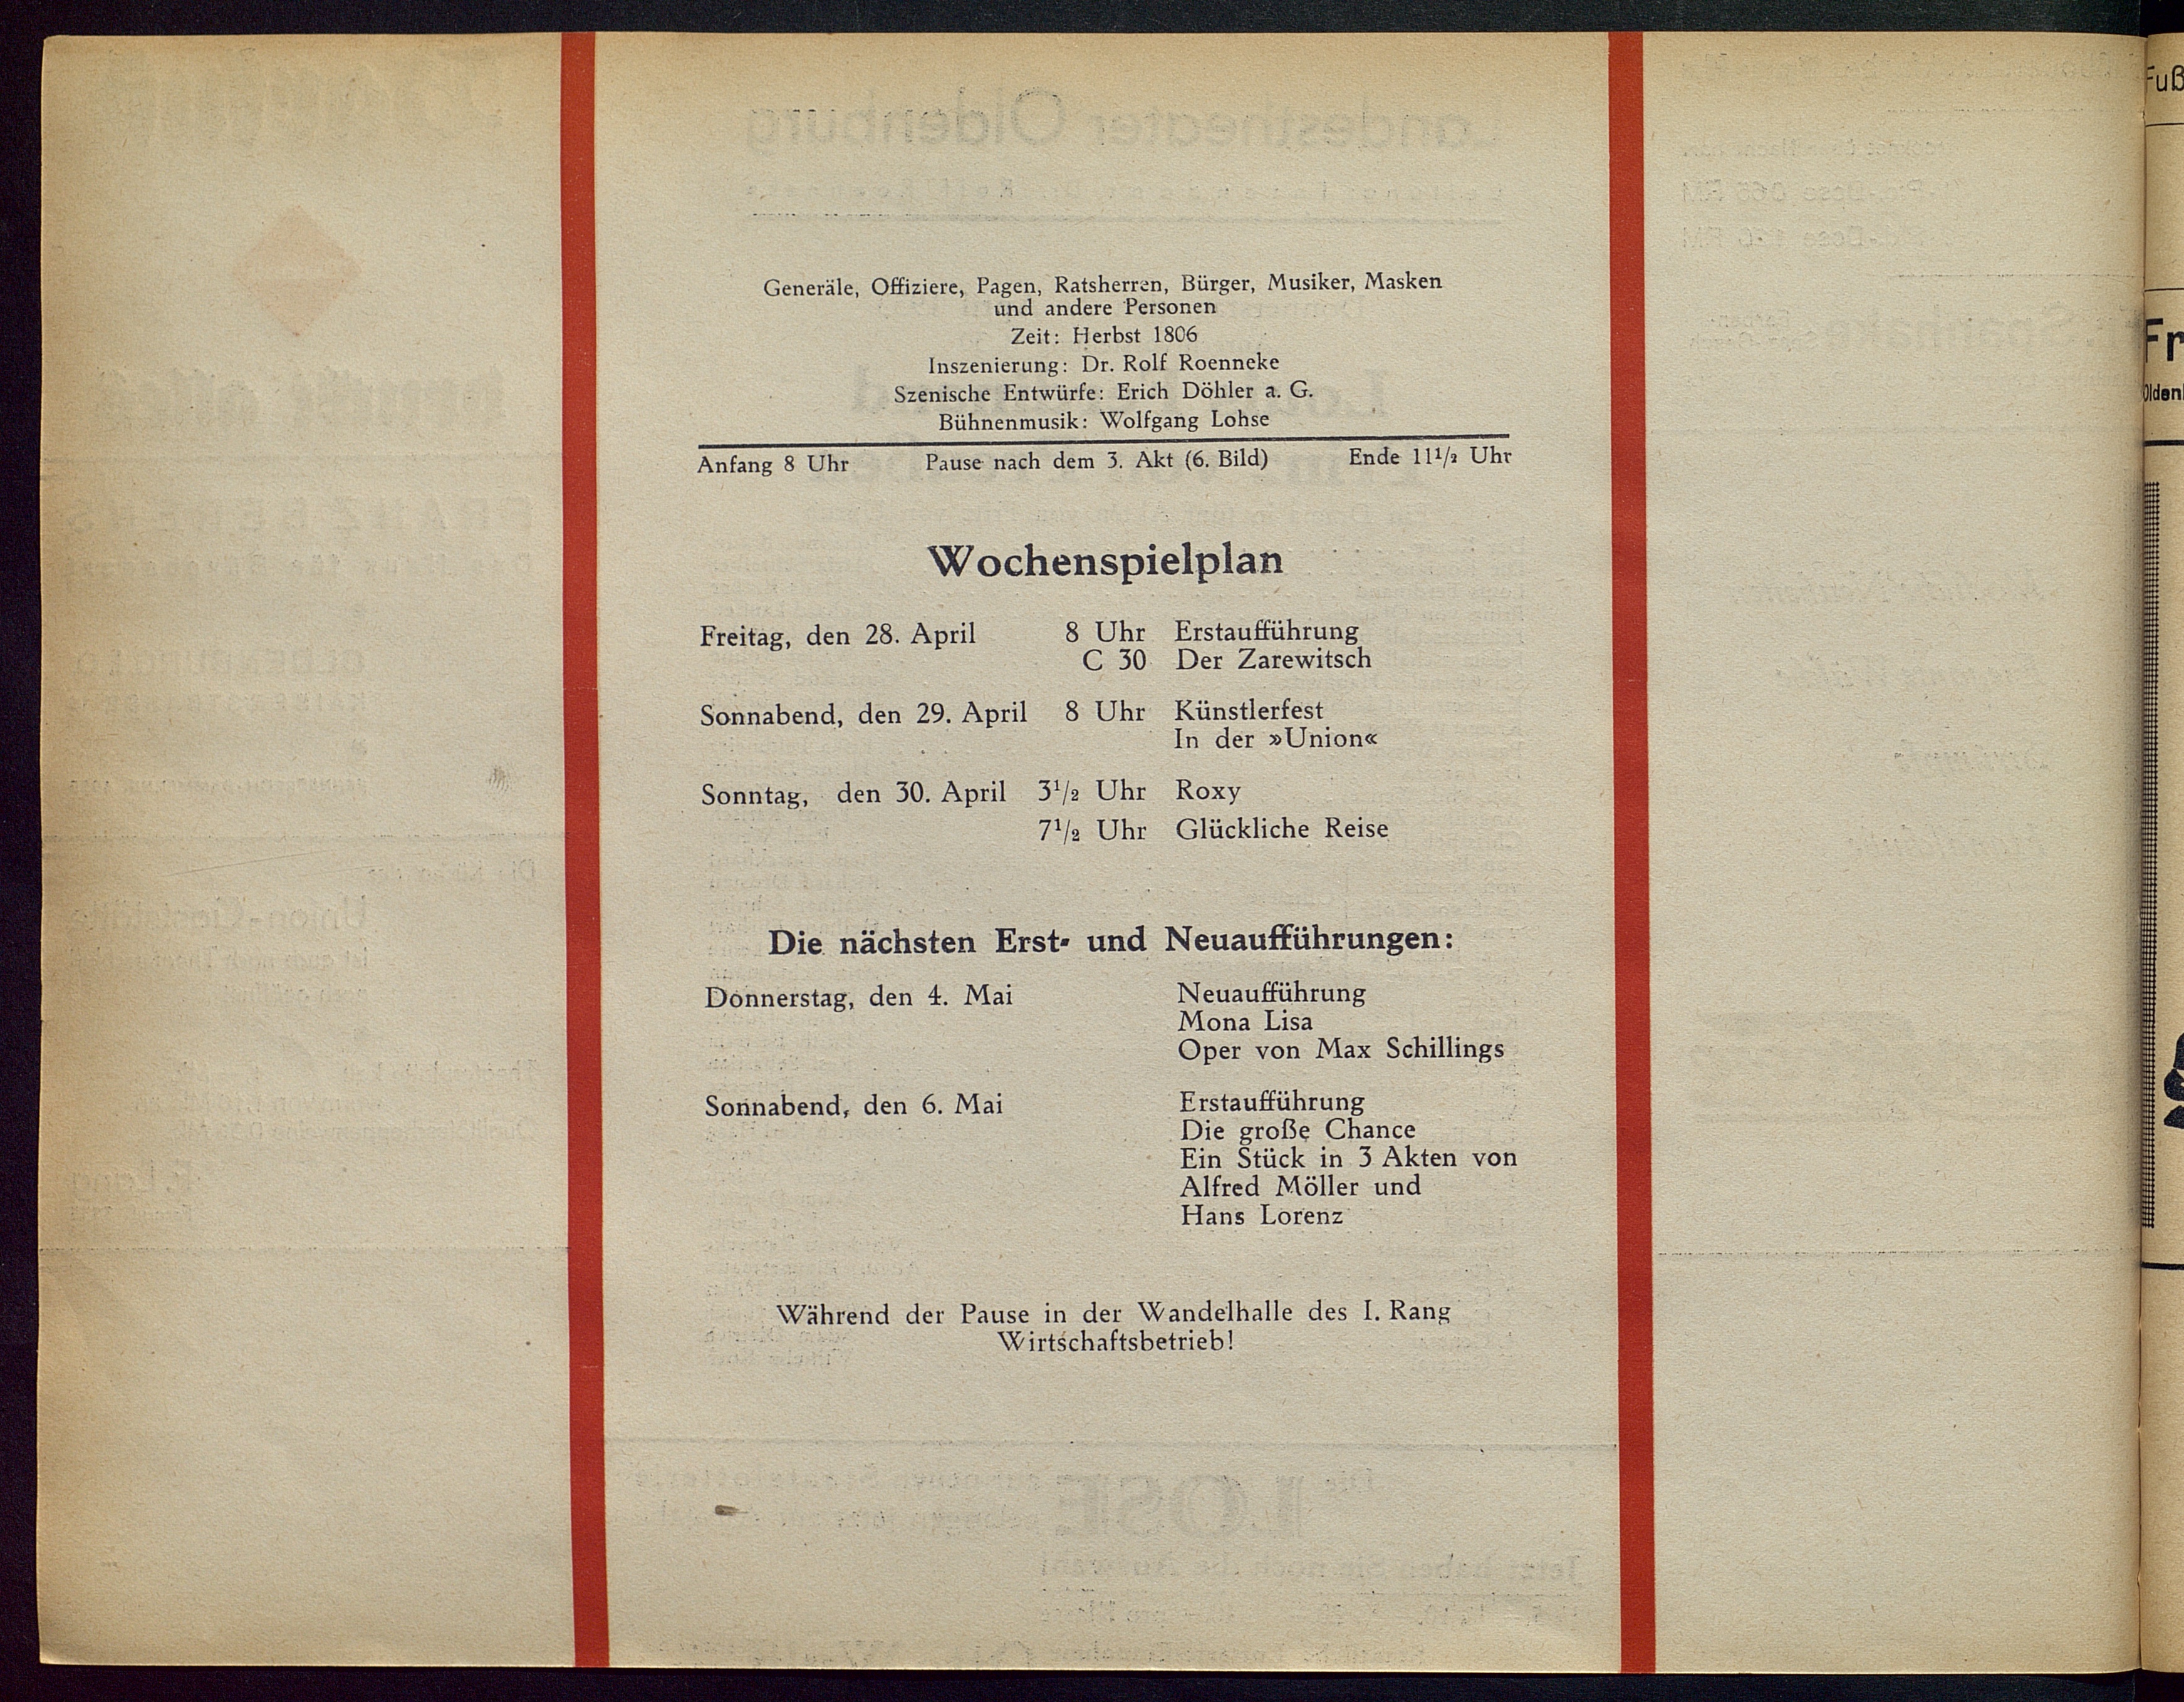 Generäle, Offiziere, Pagen, Ratsherren, Bürger, Musiker, Masken
und andere Personen
Zeit: Herbst 1806
Inszenierung: Dr. Rolf Roenneke
Szenische Entwürfe: Erich Döhler a. G.
Bühnenmusik: Wolfgang Lohse
Anfang 8 Uhr Pause nach dem 3. Akt (6. Bild) Ende 11½ Uhr
Wochenspielplan
Freitag, den 28. April 8 Uhr Erstaufführung
C 30 Der Zarewitsch
Sonnabend, den 29. April 8 Uhr Künstlerfest
In der »Union«
Sonntag, den 30. April 3½ Uhr Roxy
7½ Uhr Glückliche Reise
Die nächsten Erst- und Neuaufführungen:
Donnerstag, den 4. Mai Neuaufführung
Mona Lisa
Oper von Max Schillings
Sonnabend, den 6. Mai Erstaufführung
Die große Chance
Ein Stück in 3 Akten von
Alfred Möller und
Hans Lorenz
Während der Pause in der Wandelhalle des I. Rang
Wirtschaftsbetrieb!